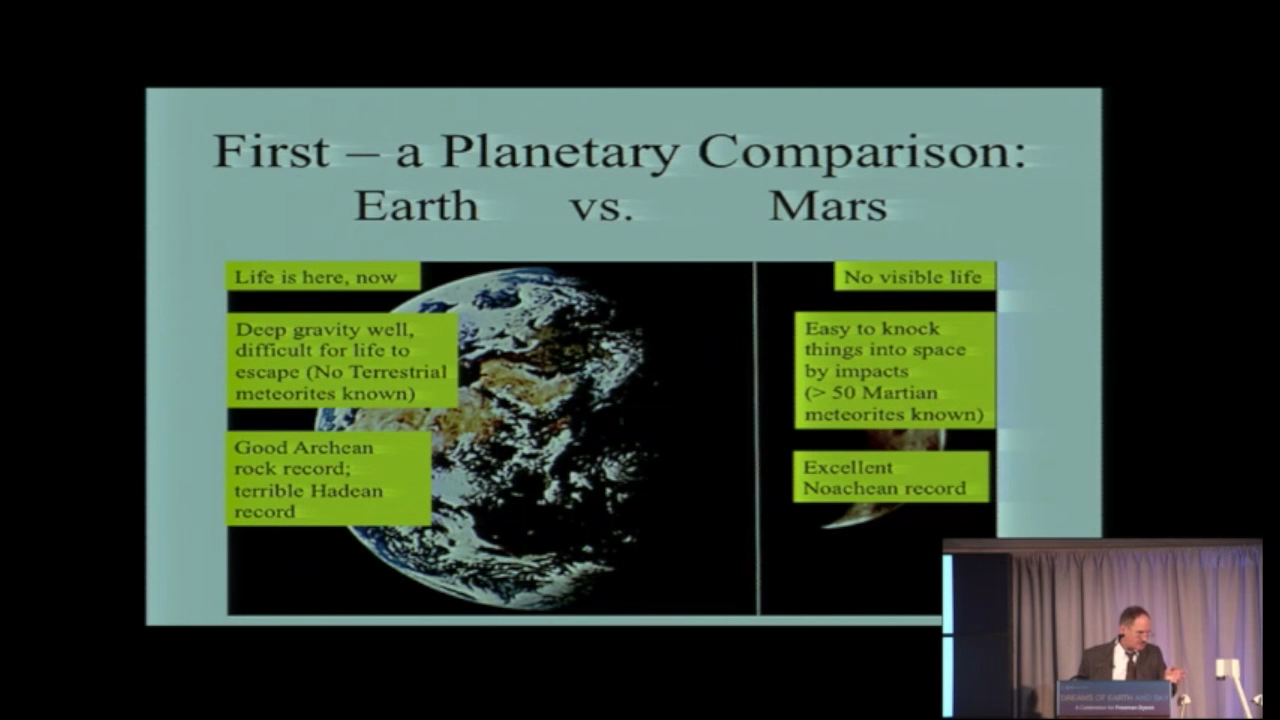 First – a Planetary Comparison:
Earth vs. Mars
Life is here, now
Deep gravity well,
difficult for life to
escape (No Terrestrial
meteorites known)
Good Archean
rock record;
terrible Hadean
record
No visible life
Easy to knock
things into space
by impacts
(> 50 Martian
meteorites known)
Excellent
Noachean record
DREAMS OF EARTH AND SKY
A Celebration for Freeman Dyson